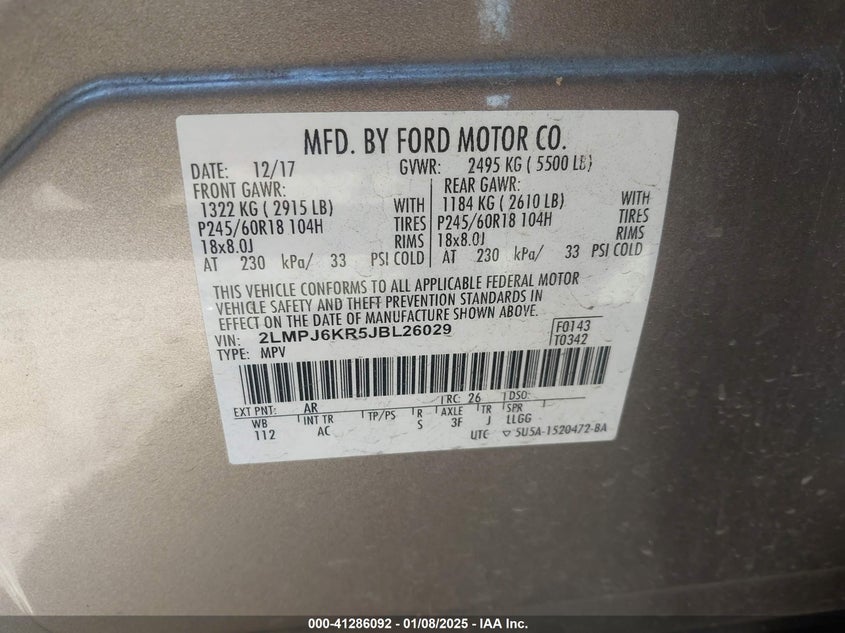 MFD. BY FORD MOTOR CO.
DATE: 12/17 GVWR: 2495 KG ( 5500 LB)
FRONT GAWR: REAR GAWR:
1322 KG ( 2915 LB) WITH 1184 KG ( 2610 LB) WITH
P245/60R18 104H TIRES P245/60R18 104H TIRES
18x8.0J RIMS 18x8.0J RIMS
AT 230 kPa/ 33 PSI COLD AT 230 kPa/ 33 PSI COLD
THIS VEHICLE CONFORMS TO ALL APPLICABLE FEDERAL MOTOR
VEHICLE SAFETY AND THEFT PREVENTION STANDARDS IN
EFFECT ON THE DATE OF MANUFACTURE SHOWN ABOVE.
VIN: 2LMPJ6KR5JBL26029 F0143
TYPE: MPV T0342
EXT PNT: AR RC: 26 DSO:
WB INT TR TP/PS R AXLE TR SPR
112 AC S 3F J LLGG
UTC ▽ 5U5A-1520472-BA
000-41286092 - 01/08/2025 - IAA Inc.